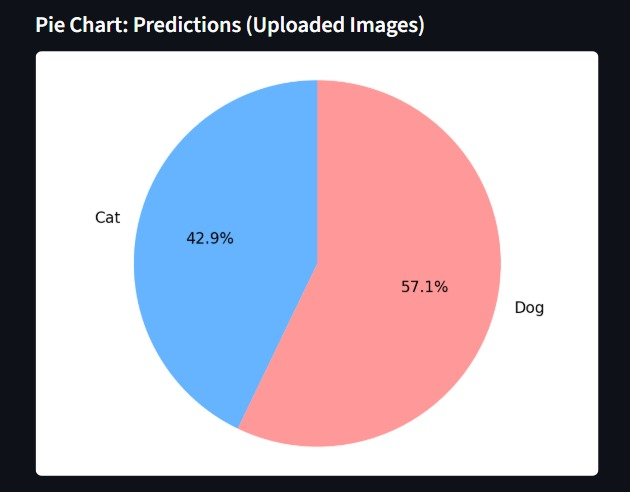 Pie Chart: Predictions (Uploaded Images)
Cat
42.9%
57.1%
Dog